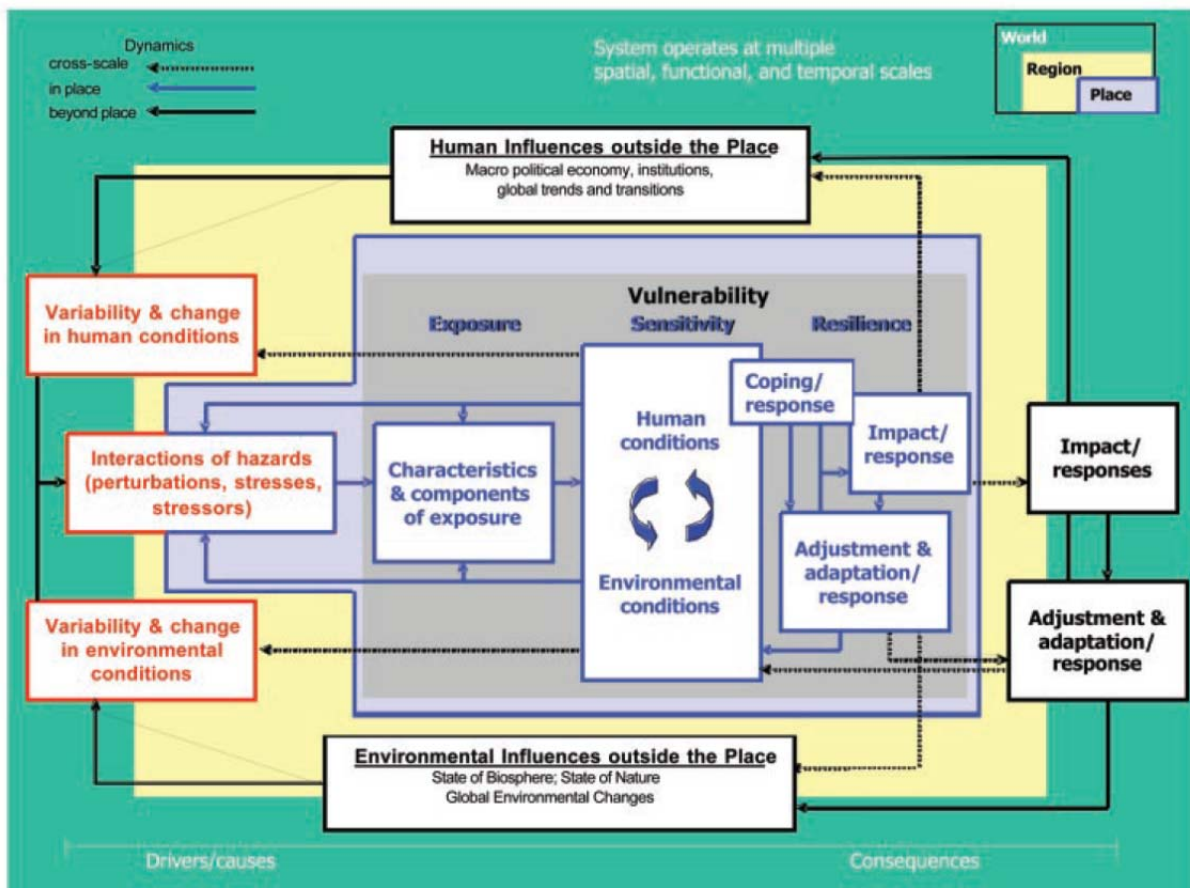 Dynamics
cross-scale
in place
beyond place
System operates at multiple
spatial, functional, and temporal scales
World
Region
Place
Human Influences outside the Place
Macro political economy, institutions,
global trends and transitions
Variability & change
in human conditions
Vulnerability
Exposure
Sensitivity
Resilience
Interactions of hazards
(perturbations, stresses,
stressors)
Characteristics
& components
of exposure
Human
conditions
Environmental
conditions
Coping/
response
Impact/
response
Adjustment &
adaptation/
response
Impact/
responses
Adjustment &
adaptation/
response
Variability & change
in environmental
conditions
Environmental Influences outside the Place
State of Biosphere; State of Nature
Global Environmental Changes
Drivers/causes
Consequences